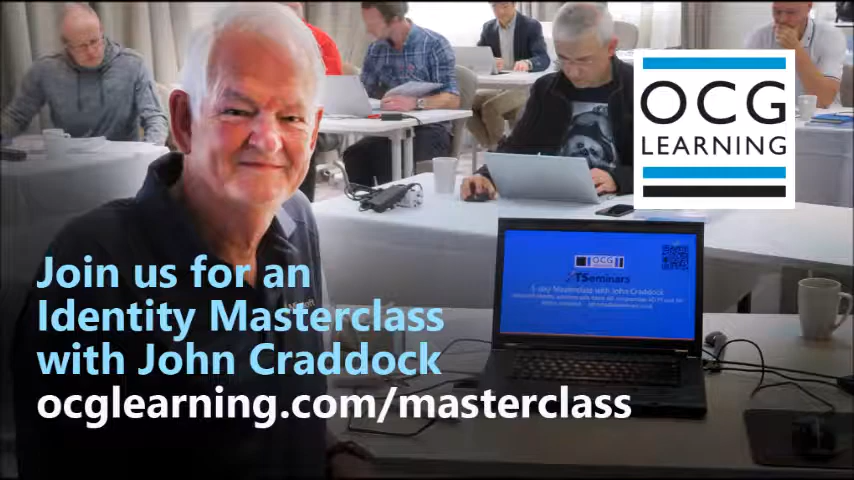 OCG
LEARNING
OCG
XTSeminars
5-day Masterclass with John Craddock
Join us for an
Identity Masterclass
with John Craddock
ocglearning.com/masterclass